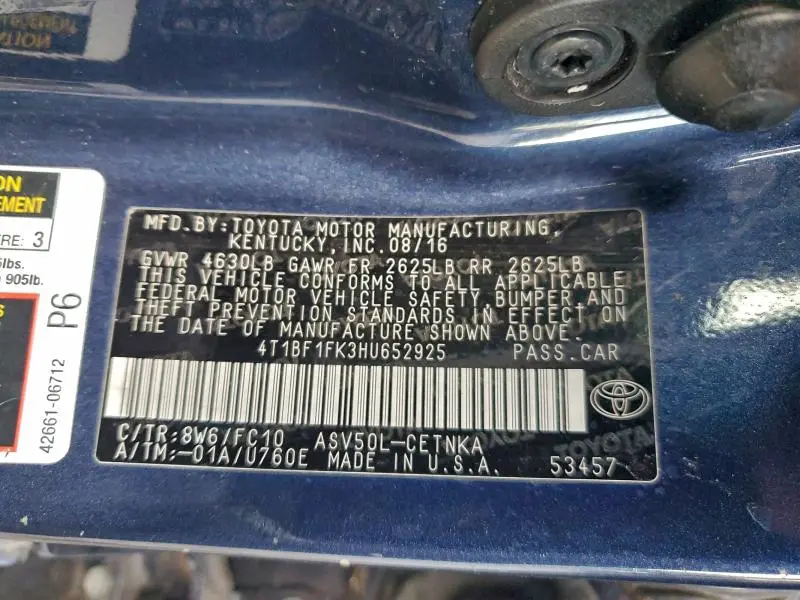 MFD.BY:TOYOTA MOTOR MANUFACTURING,
KENTUCKY, INC. 08/16
GVWR 4630LB GAWR FR 2625LB RR 2625LB
THIS VEHICLE CONFORMS TO ALL APPLICABLE
FEDERAL MOTOR VEHICLE SAFETY, BUMPER, AND
THEFT PREVENTION STANDARDS IN EFFECT ON
THE DATE OF MANUFACTURE SHOWN ABOVE.
4T1BF1FK3HU652925 PASS.CAR
C/TR:8W6/FC10 ASV50L-CETNKA
A/TM:-01A/U760E MADE IN U.S.A. 53457
3
905lb.
P6
42661-06712